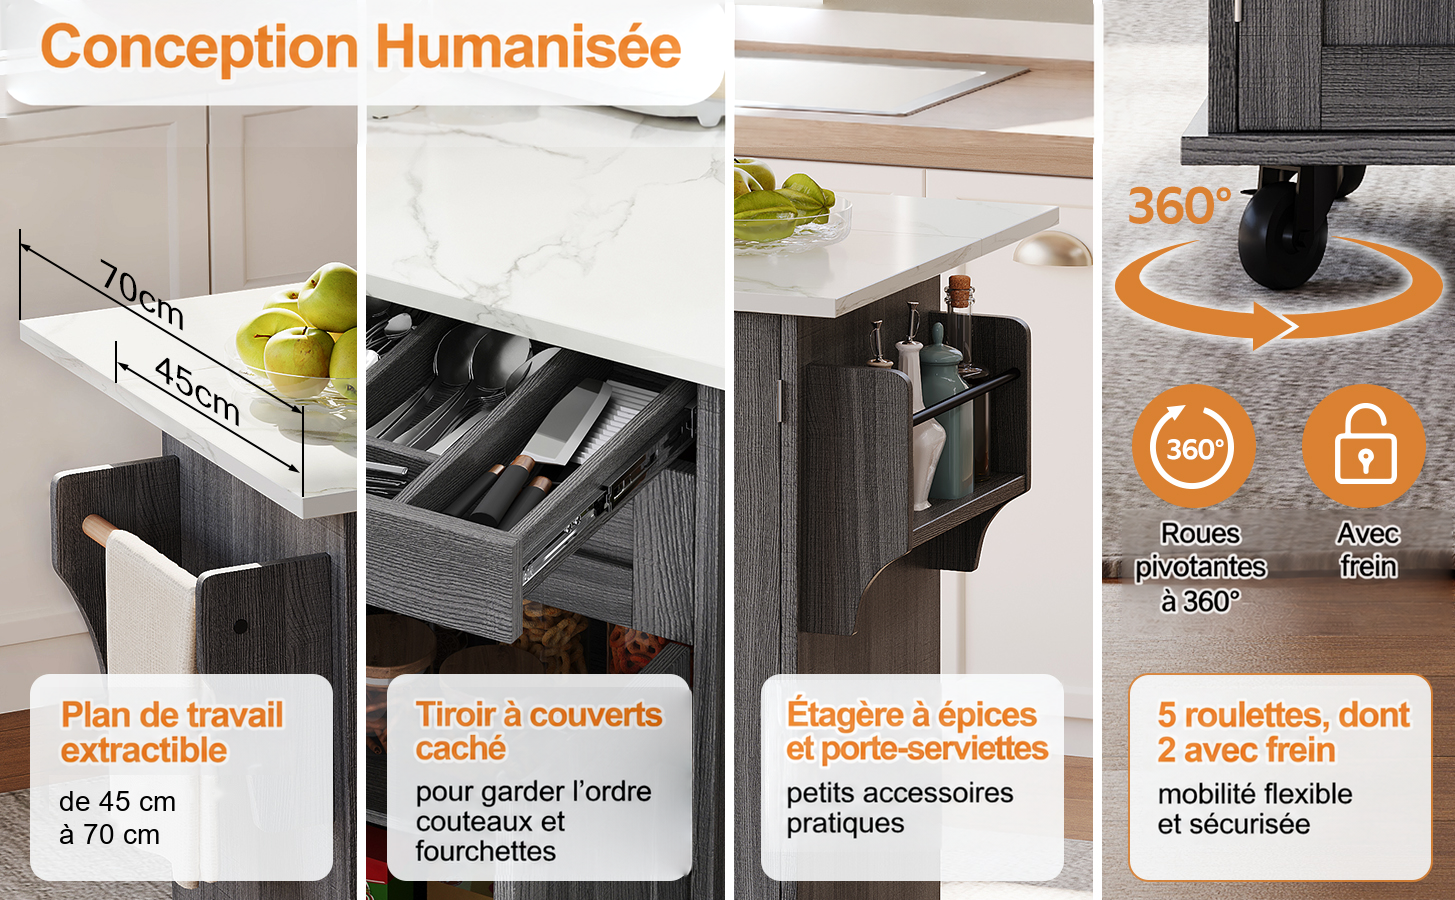 Conception Humanisée
70cm
45cm
Plan de travail
extractible
de 45 cm
à 70 cm
Tiroir à couverts
caché
pour garder l'ordre
couteaux et
fourchettes
Étagère à épices
et porte-serviettes
petits accessoires
pratiques
360°
360°
Roues
pivotantes
à 360°
Avec
frein
5 roulettes, dont
2 avec frein
mobilité flexible
et sécurisée